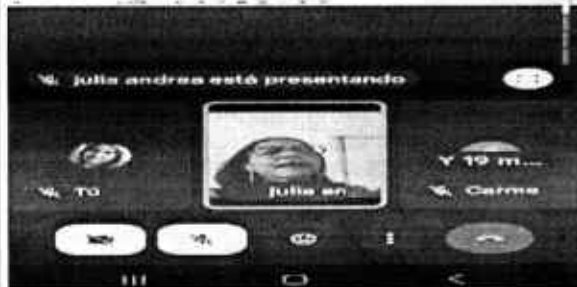 julia andrea está presentando
Y 19 m...
Tú
julia an...
Carme